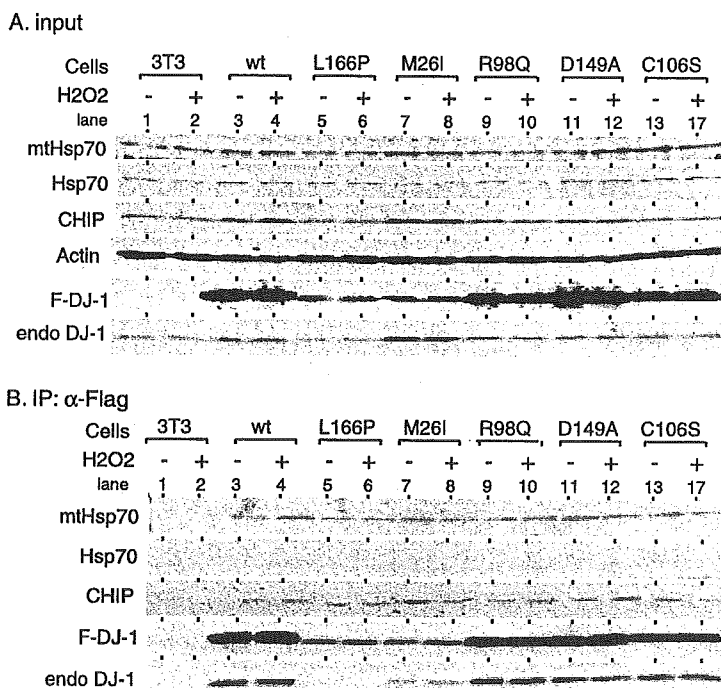 A. input
Cells 3T3 wt L166P M26I R98Q D149A C106S
H2O2 - + - + - + - + - + - + - +
lane 1 2 3 4 5 6 7 8 9 10 11 12 13 17
mtHsp70
Hsp70
CHIP
Actin
F-DJ-1
endo DJ-1
B. IP: α-Flag
Cells 3T3 wt L166P M26I R98Q D149A C106S
H2O2 - + - + - + - + - + - + - +
lane 1 2 3 4 5 6 7 8 9 10 11 12 13 17
mtHsp70
Hsp70
CHIP
F-DJ-1
endo DJ-1